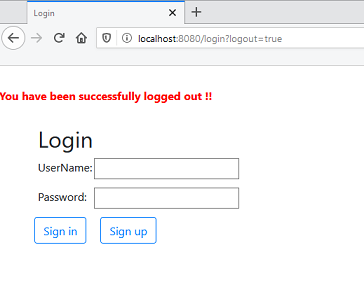 Login
localhost:8080/login?logout=true
You have been successfully logged out !!
Login
UserName:
Password:
Sign in Sign up